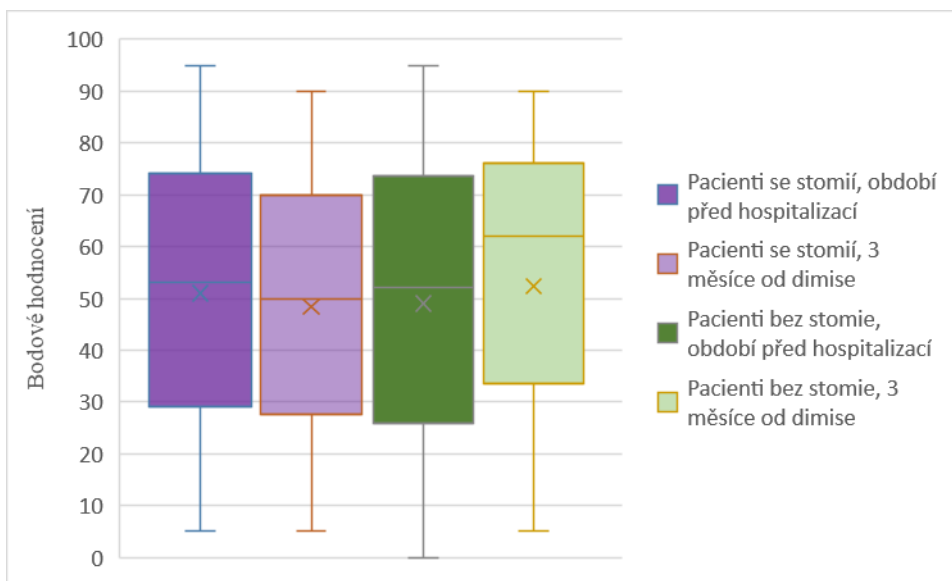 100
90
80
70
60
50
40
30
20
10
0
Bodové hodnocení
Pacienti se stomií, období
před hospitalizací
Pacienti se stomií, 3
měsíce od dimise
Pacienti bez stomie,
období před hospitalizací
Pacienti bez stomie, 3
měsíce od dimise